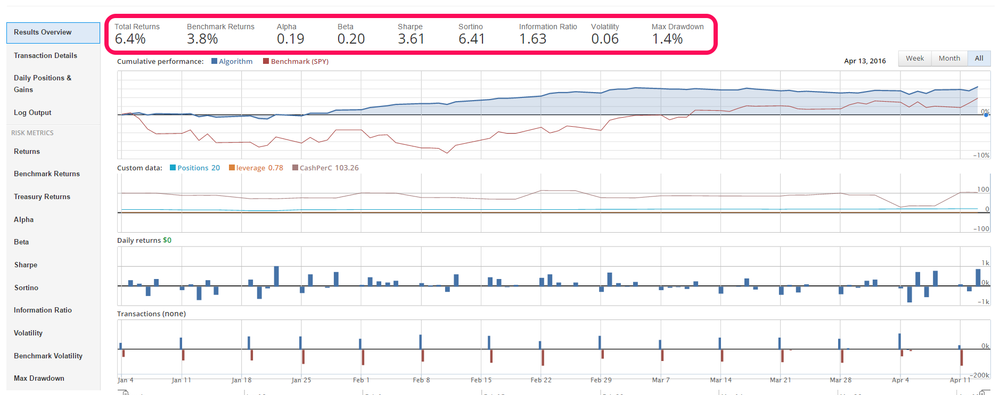 Results Overview
Transaction Details
Daily Positions &
Gains
Log Output
RISK METRICS
Returns
Benchmark Returns
Treasury Returns
Alpha
Beta
Sharpe
Sortino
Information Ratio
Volatility
Benchmark Volatility
Max Drawdown
Total Returns Benchmark Returns Alpha Beta Sharpe Sortino Information Ratio Volatility Max Drawdown
6.4% 3.8% 0.19 0.20 3.61 6.41 1.63 0.06 1.4%
Cumulative performance: Algorithm Benchmark (SPY) Apr 13, 2016 Week Month All
0%
-10%
Custom data: Positions 20 leverage 0.78 CashPerC 103.26
100
0
-100
Daily returns $0
1k
0k
-1k
Transactions (none)
0k
-200k
Jan 4 Jan 11 Jan 18 Jan 25 Feb 1 Feb 8 Feb 15 Feb 22 Feb 29 Mar 7 Mar 14 Mar 21 Mar 28 Apr 4 Apr 11